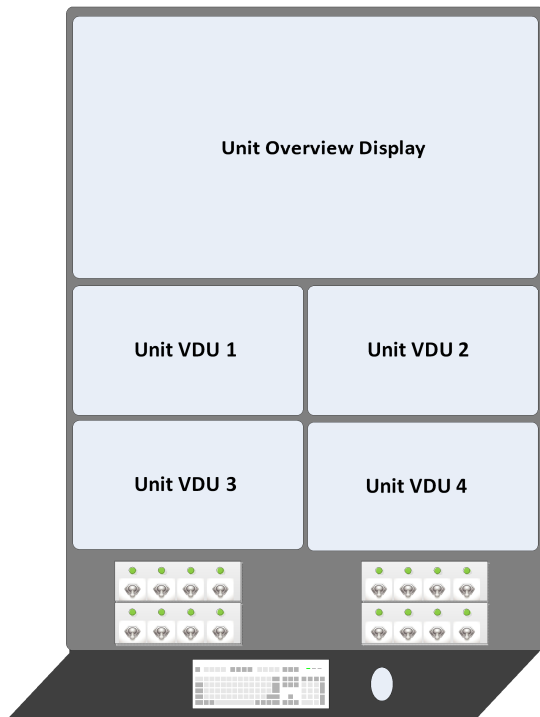 Unit Overview Display
Unit VDU 1
Unit VDU 2
Unit VDU 3
Unit VDU 4